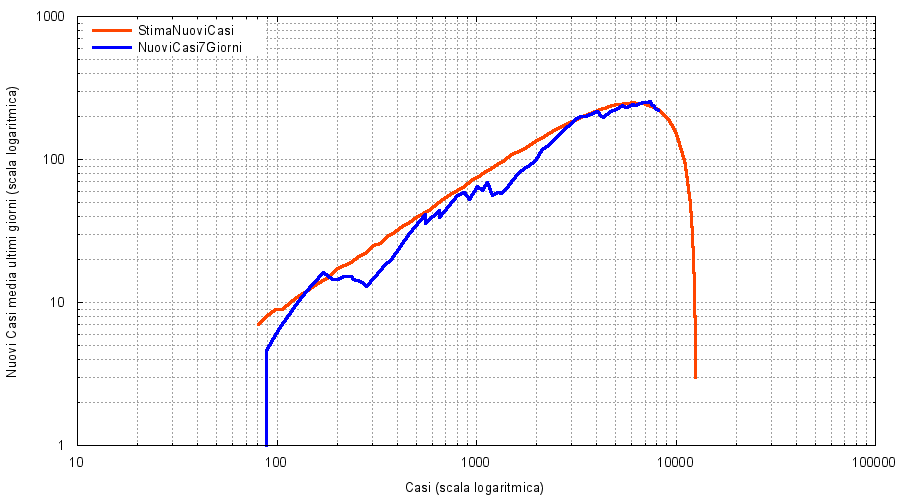 1000
StimaNuoviCasi
NuoviCasi7Giorni
100
10
1
Nuovi Casi media ultimi giorni (scala logaritmica)
10
100
1000
10000
100000
Casi (scala logaritmica)